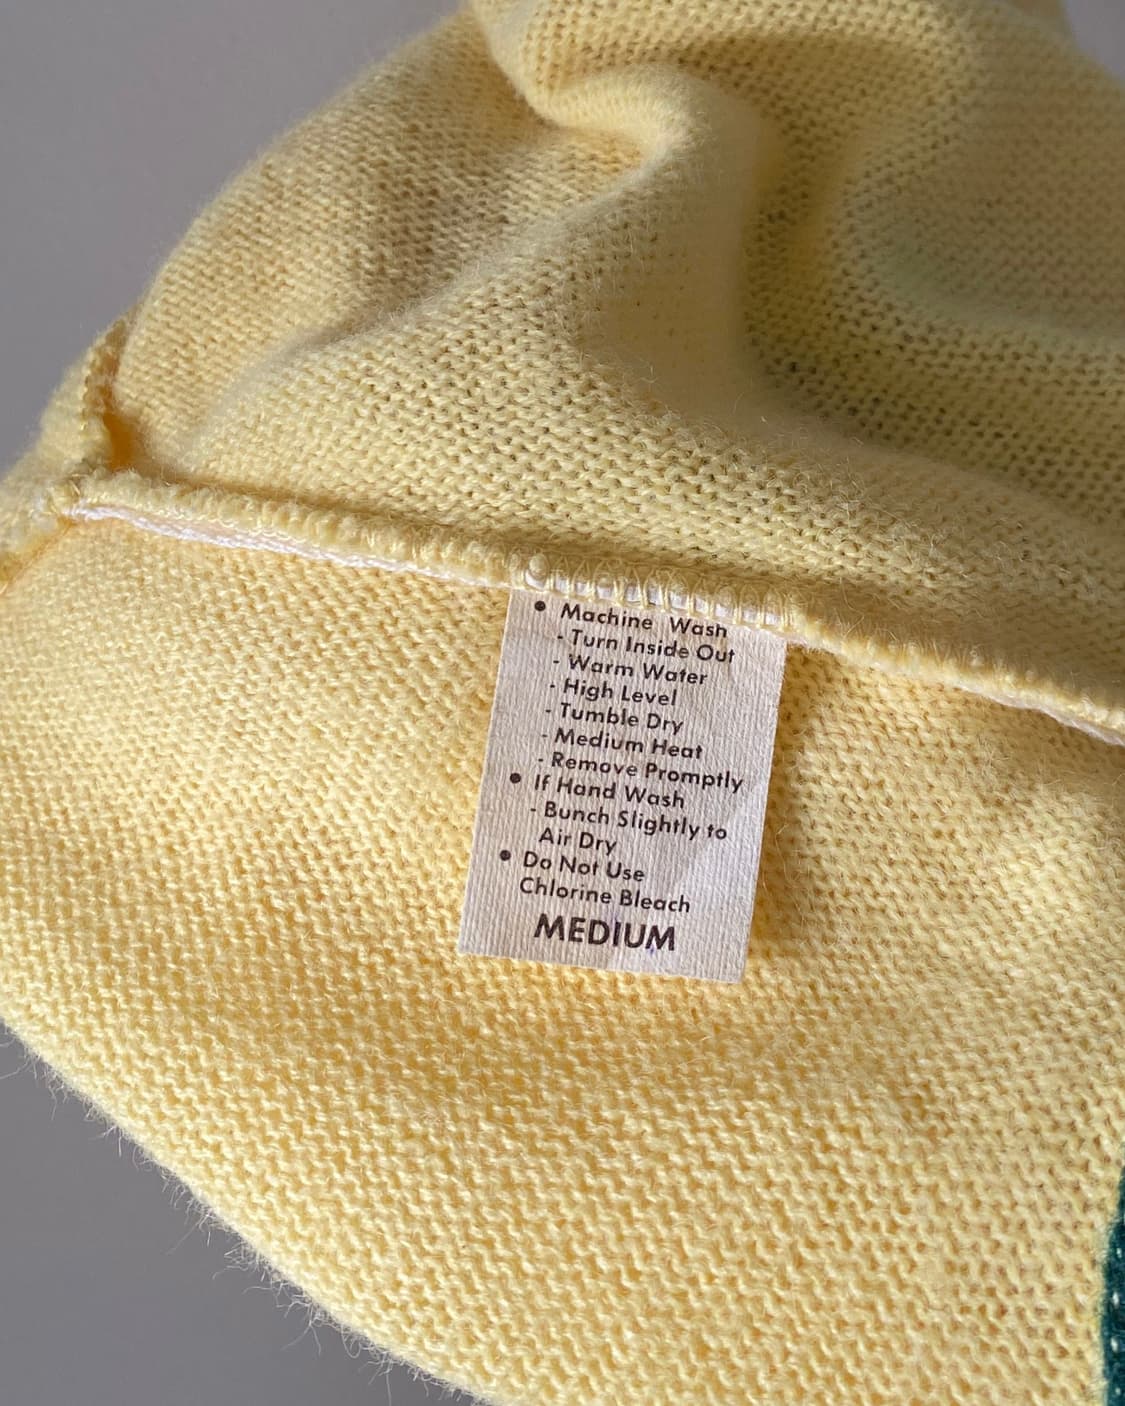 • Machine Wash
- Turn Inside Out
- Warm Water
- High Level
- Tumble Dry
- Medium Heat
- Remove Promptly
• If Hand Wash
- Bunch Slightly to
Air Dry
• Do Not Use
Chlorine Bleach
MEDIUM